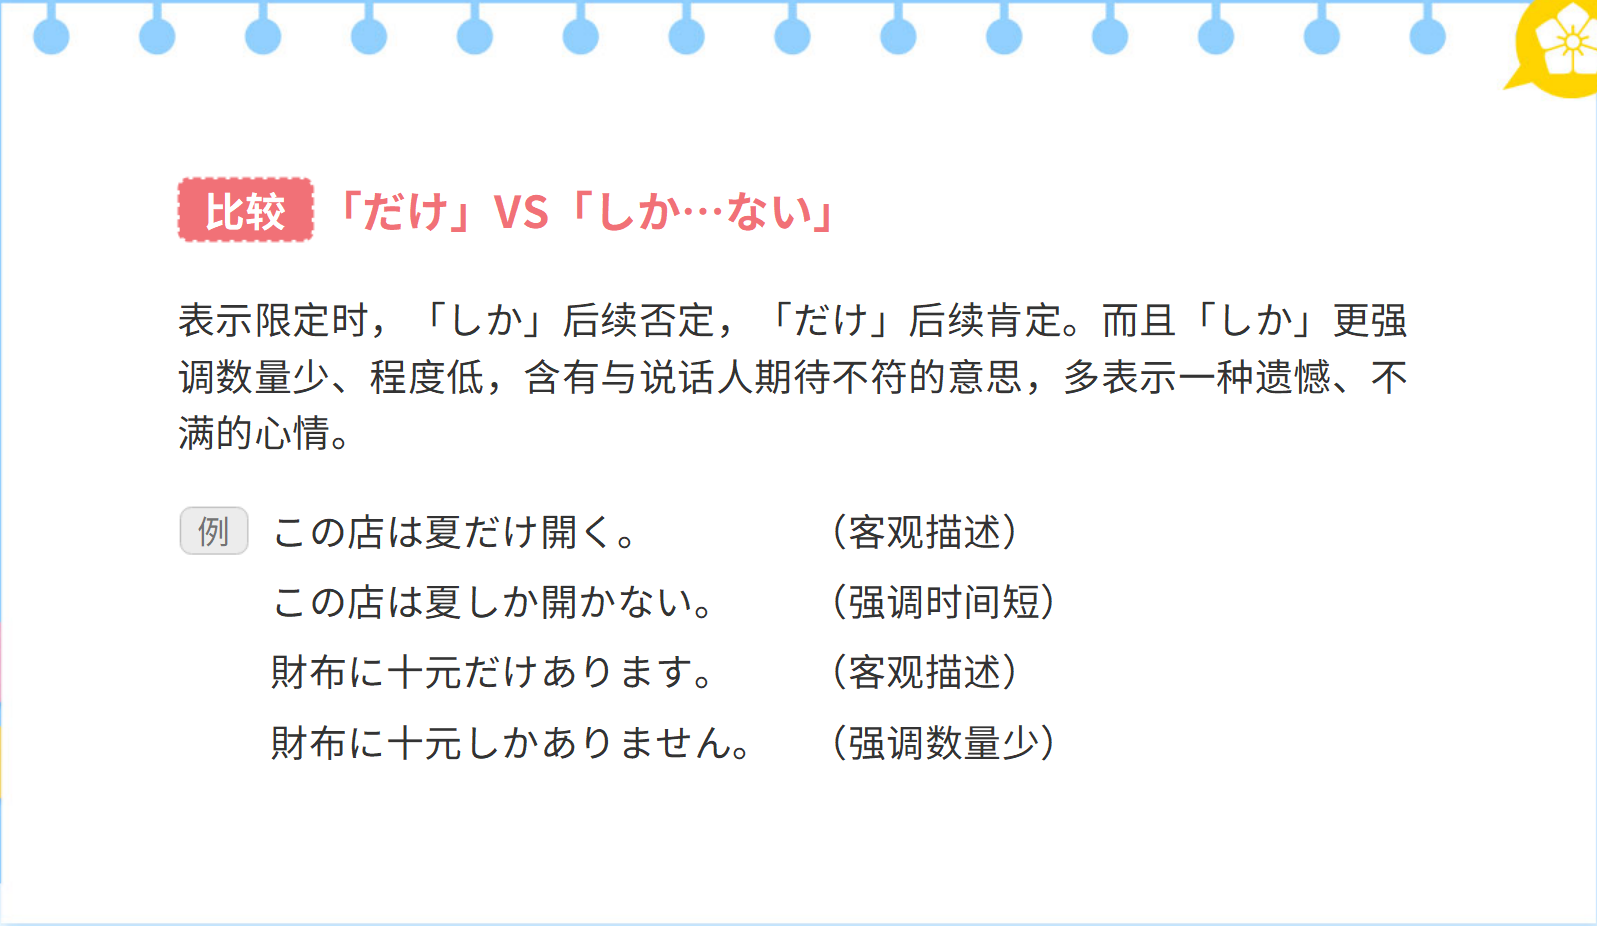 比较 「だけ」VS「しか…ない」
表示限定时，「しか」后续否定，「だけ」后续肯定。而且「しか」更强
调数量少、程度低，含有与说话人期待不符的意思，多表示一种遗憾、不
满的心情。
例 この店は夏だけ開く。 （客观描述）
この店は夏しか開かない。 （强调时间短）
財布に十元だけあります。 （客观描述）
財布に十元しかありません。 （强调数量少）